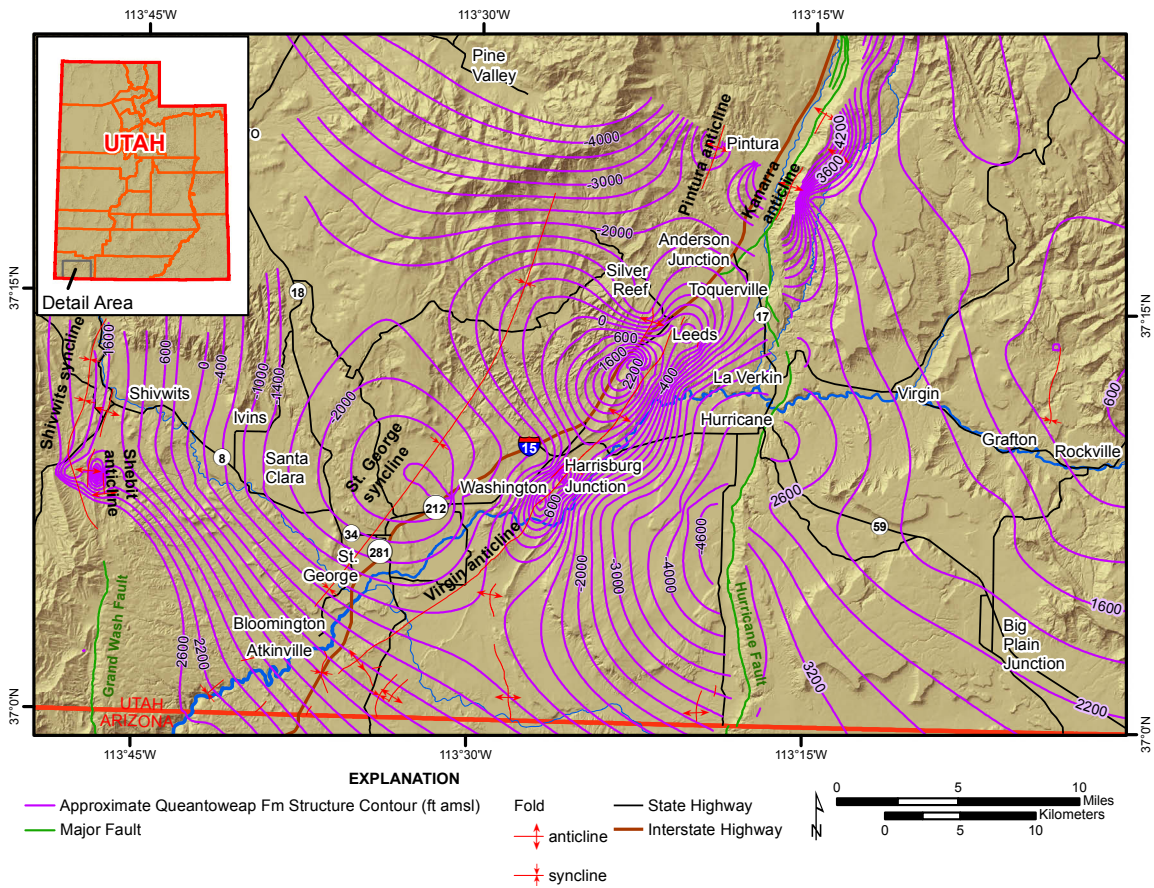 113°45'W
113°30'W
113°15'W
Pine
Valley
UTAH
Detail Area
o
37°15'N
37°15'N
-4000
-3000
-2000
Pintura anticline
Pintura
Kanarra
anticline
4200
3600
Anderson
Junction
Silver
Reef
Toquerville
18
17
0
600
1600
2200
-400
Leeds
La Verkin
Hurricane
Virgin
Grafton
Rockville
600
Shivwits syncline
1600
600
0
-400
-1000
-1400
-2000
Shivwits
Ivins
8
Santa
Clara
Shebit
anticline
St. George
syncline
15
Harrisburg
Junction
Washington
-600
212
34
281
St.
George
Virgin anticline
-2000
-3000
-4000
-4600
2600
59
1600
Hurricane Fault
Grand Wash Fault
Bloomington
Atkinville
2600
2200
3200
Big
Plain
Junction
2200
37°0'N
UTAH
ARIZONA
37°0'N
113°45'W
113°30'W
113°15'W
EXPLANATION
Approximate Queantoweap Fm Structure Contour (ft amsl)
Major Fault
Fold
anticline
syncline
State Highway
Interstate Highway
N
0 5 10
Miles
Kilometers
0 5 10